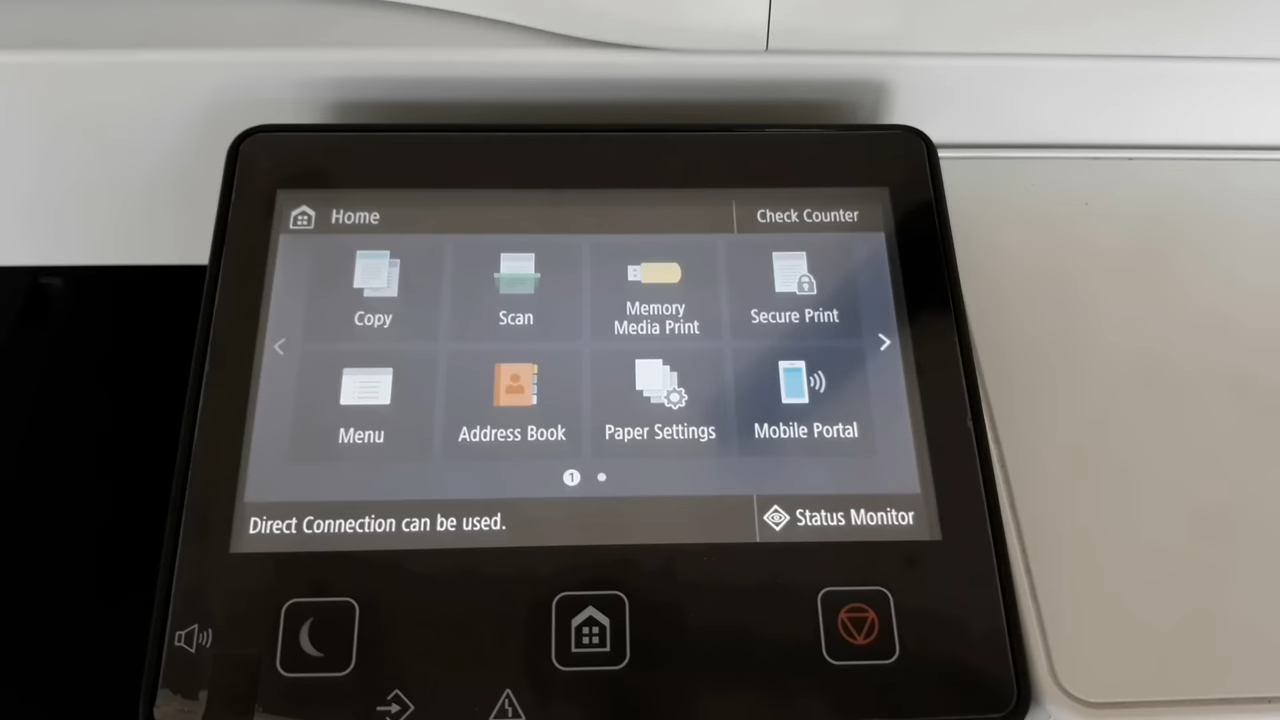 Home
Check Counter
Copy
Scan
Memory
Media Print
Secure Print
Menu
Address Book
Paper Settings
Mobile Portal
1
Direct Connection can be used.
Status Monitor